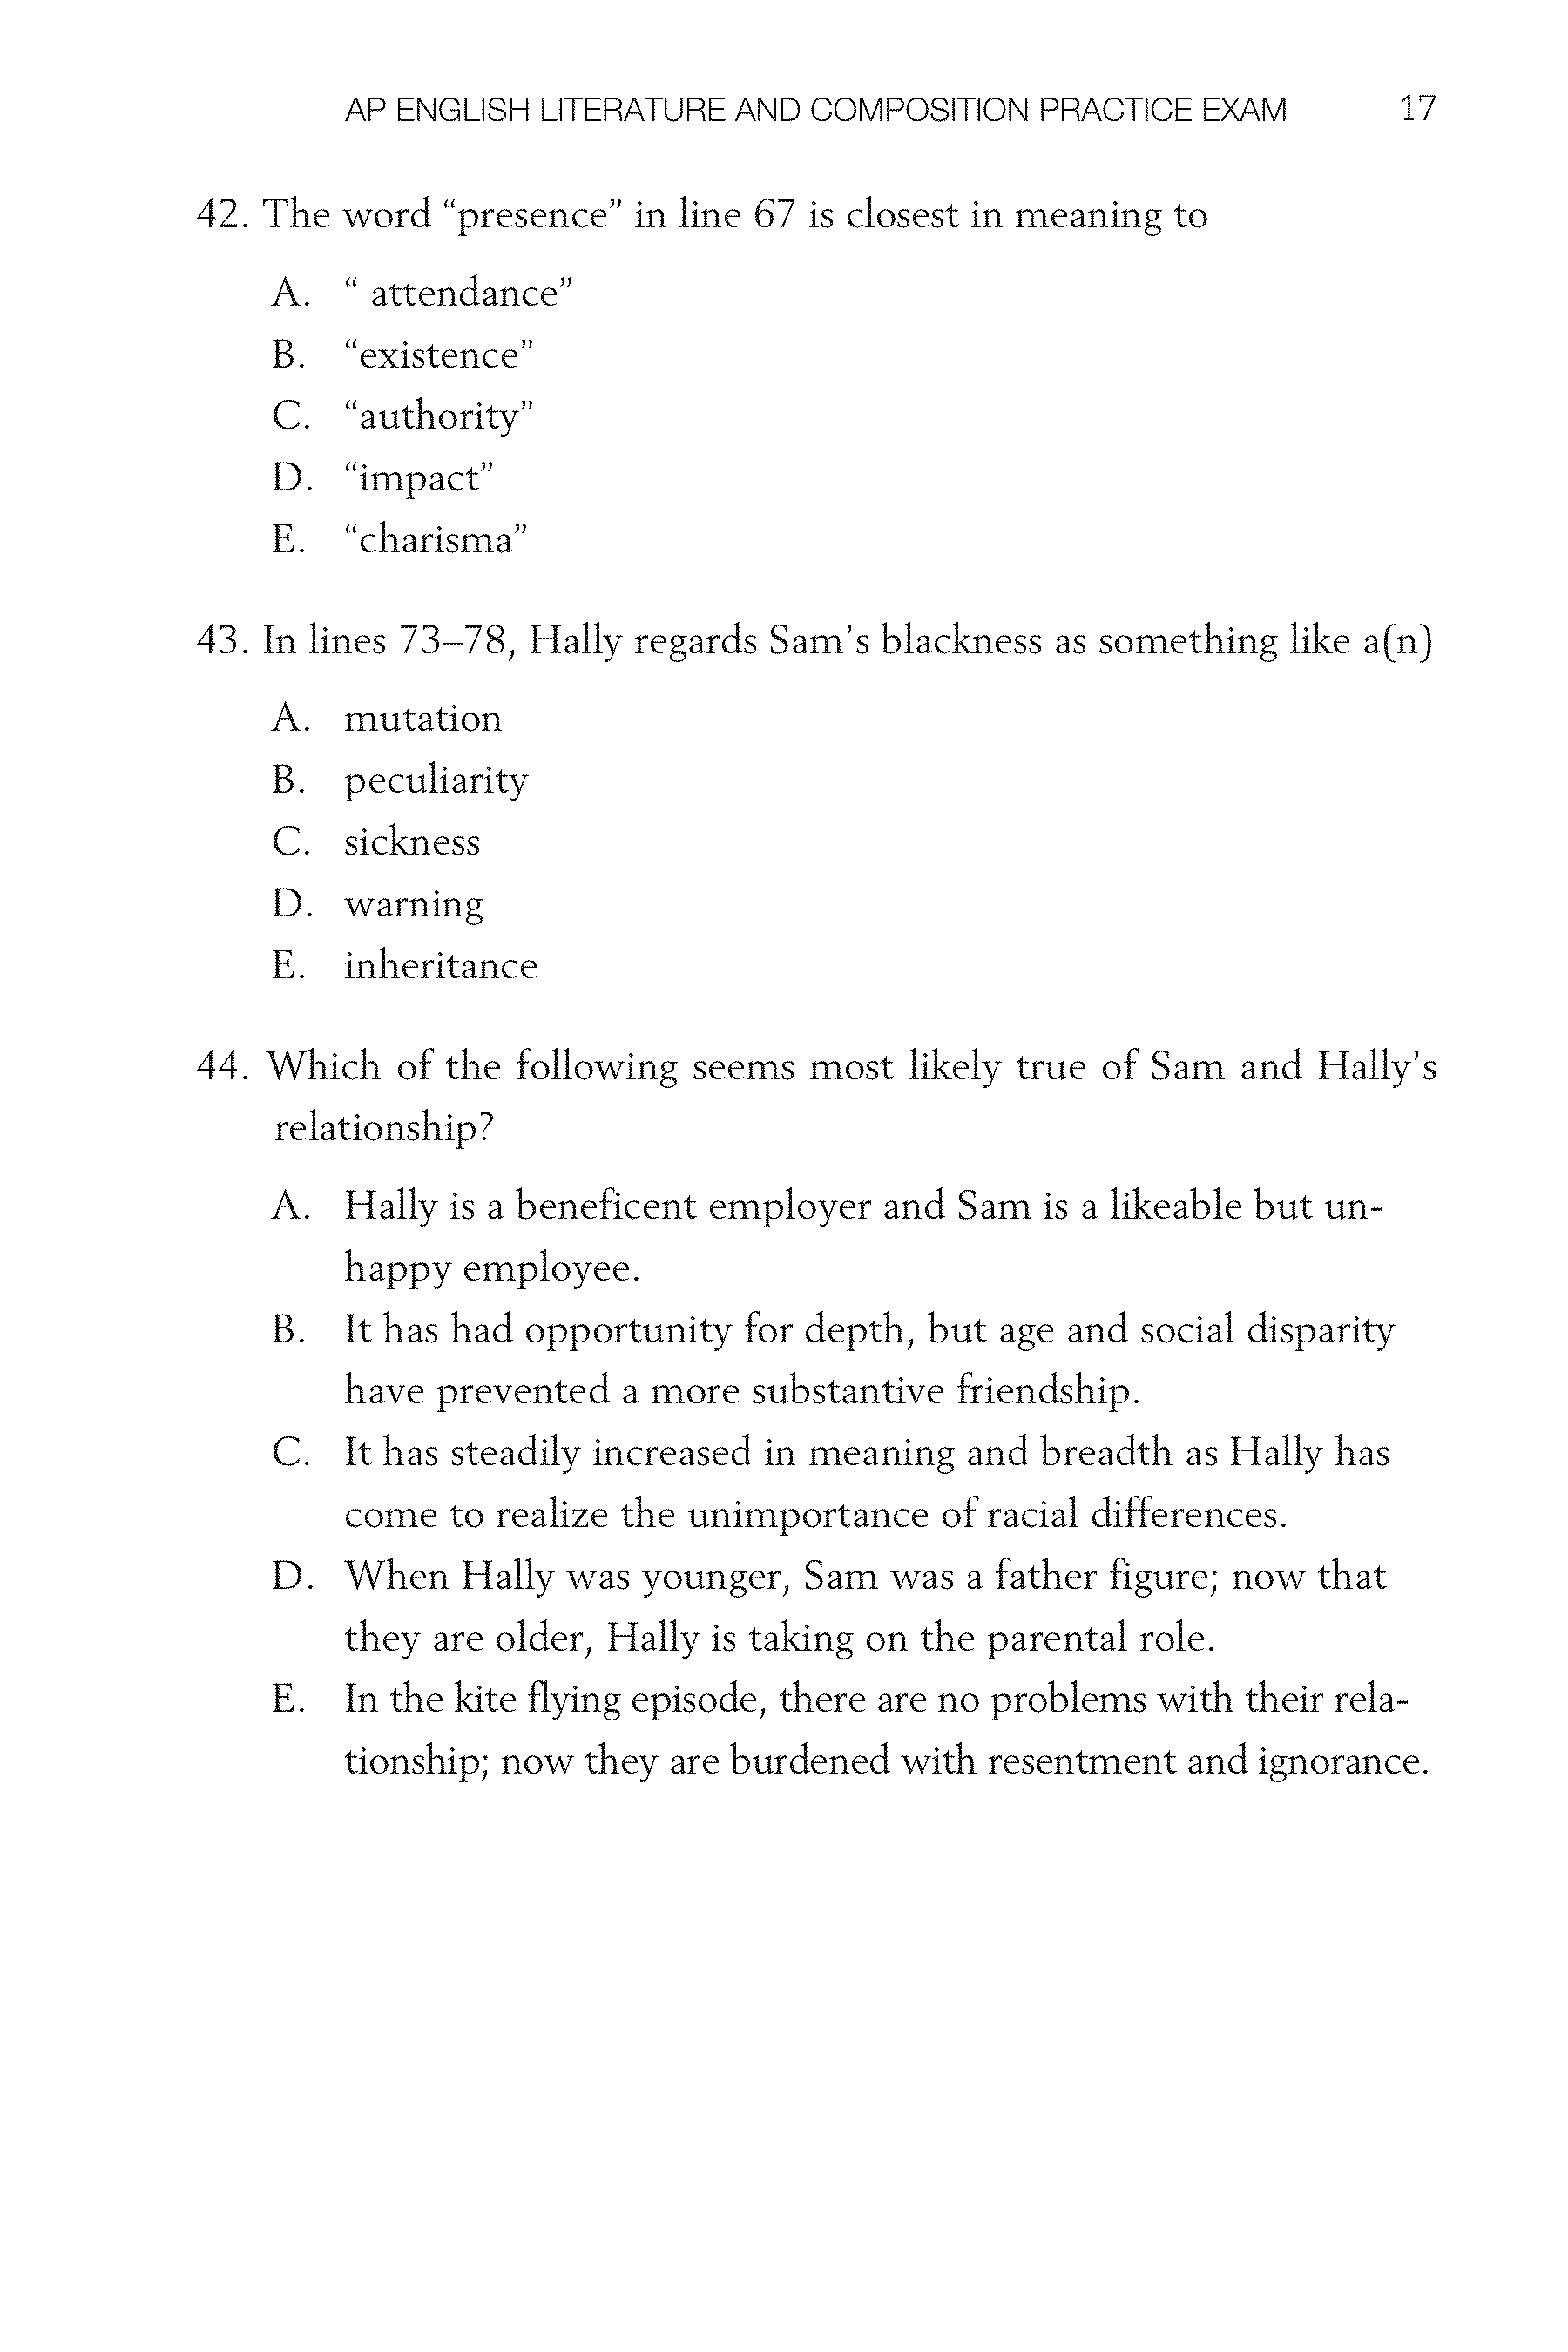 AP ENGLISH LITERATURE AND COMPOSITION PRACTICE EXAM 17
42. The word “presence” in line 67 is closest in meaning to
A. “ attendance”
B. “existence”
C. “authority”
D. “impact”
E. “charisma”
43. In lines 73–78, Hally regards Sam’s blackness as something like a(n)
A. mutation
B. peculiarity
C. sickness
D. warning
E. inheritance
44. Which of the following seems most likely true of Sam and Hally’s
relationship?
A. Hally is a beneficent employer and Sam is a likeable but un-
happy employee.
B. It has had opportunity for depth, but age and social disparity
have prevented a more substantive friendship.
C. It has steadily increased in meaning and breadth as Hally has
come to realize the unimportance of racial differences.
D. When Hally was younger, Sam was a father figure; now that
they are older, Hally is taking on the parental role.
E. In the kite flying episode, there are no problems with their rela-
tionship; now they are burdened with resentment and ignorance.